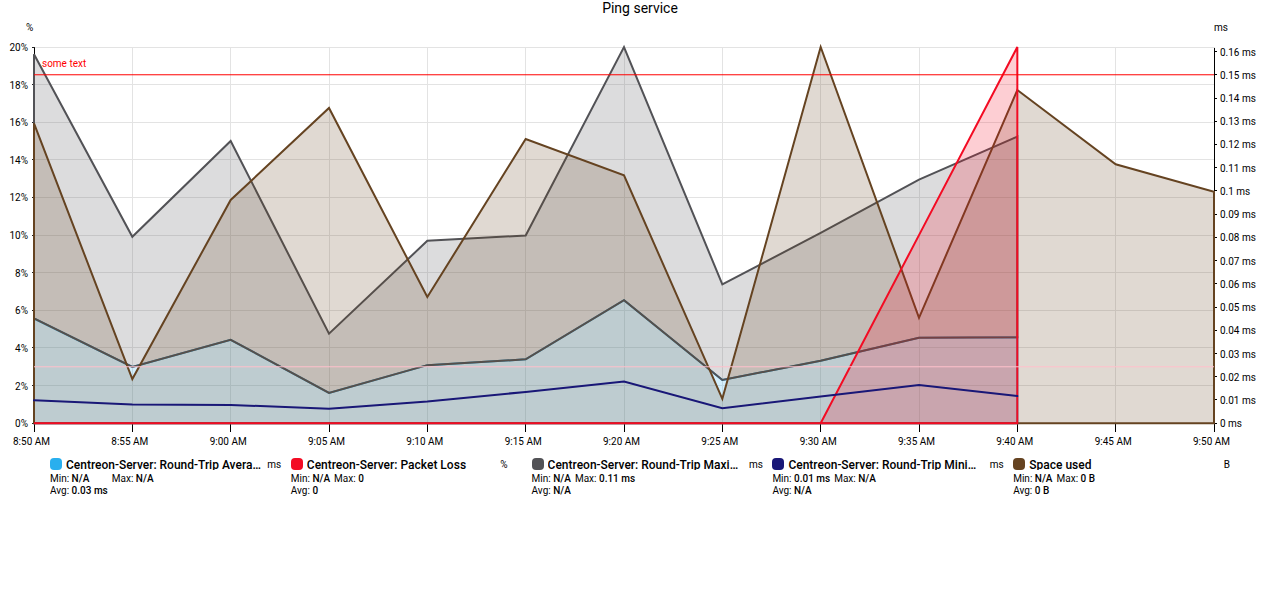 Ping service
%
ms
20%
18%
16%
14%
12%
10%
8%
6%
4%
2%
0%
some text
0.16 ms
0.15 ms
0.14 ms
0.13 ms
0.12 ms
0.11 ms
0.1 ms
0.09 ms
0.08 ms
0.07 ms
0.06 ms
0.05 ms
0.04 ms
0.03 ms
0.02 ms
0.01 ms
0 ms
8:50 AM 8:55 AM 9:00 AM 9:05 AM 9:10 AM 9:15 AM 9:20 AM 9:25 AM 9:30 AM 9:35 AM 9:40 AM 9:45 AM 9:50 AM
Centreon-Server: Round-Trip Avera... ms
Min: N/A Max: N/A
Avg: 0.03 ms
Centreon-Server: Packet Loss %
Min: N/A Max: 0
Avg: 0
Centreon-Server: Round-Trip Maxi... ms
Min: N/A Max: 0.11 ms
Avg: N/A
Centreon-Server: Round-Trip Mini... ms
Min: 0.01 ms Max: N/A
Avg: N/A
Space used B
Min: N/A Max: 0 B
Avg: 0 B